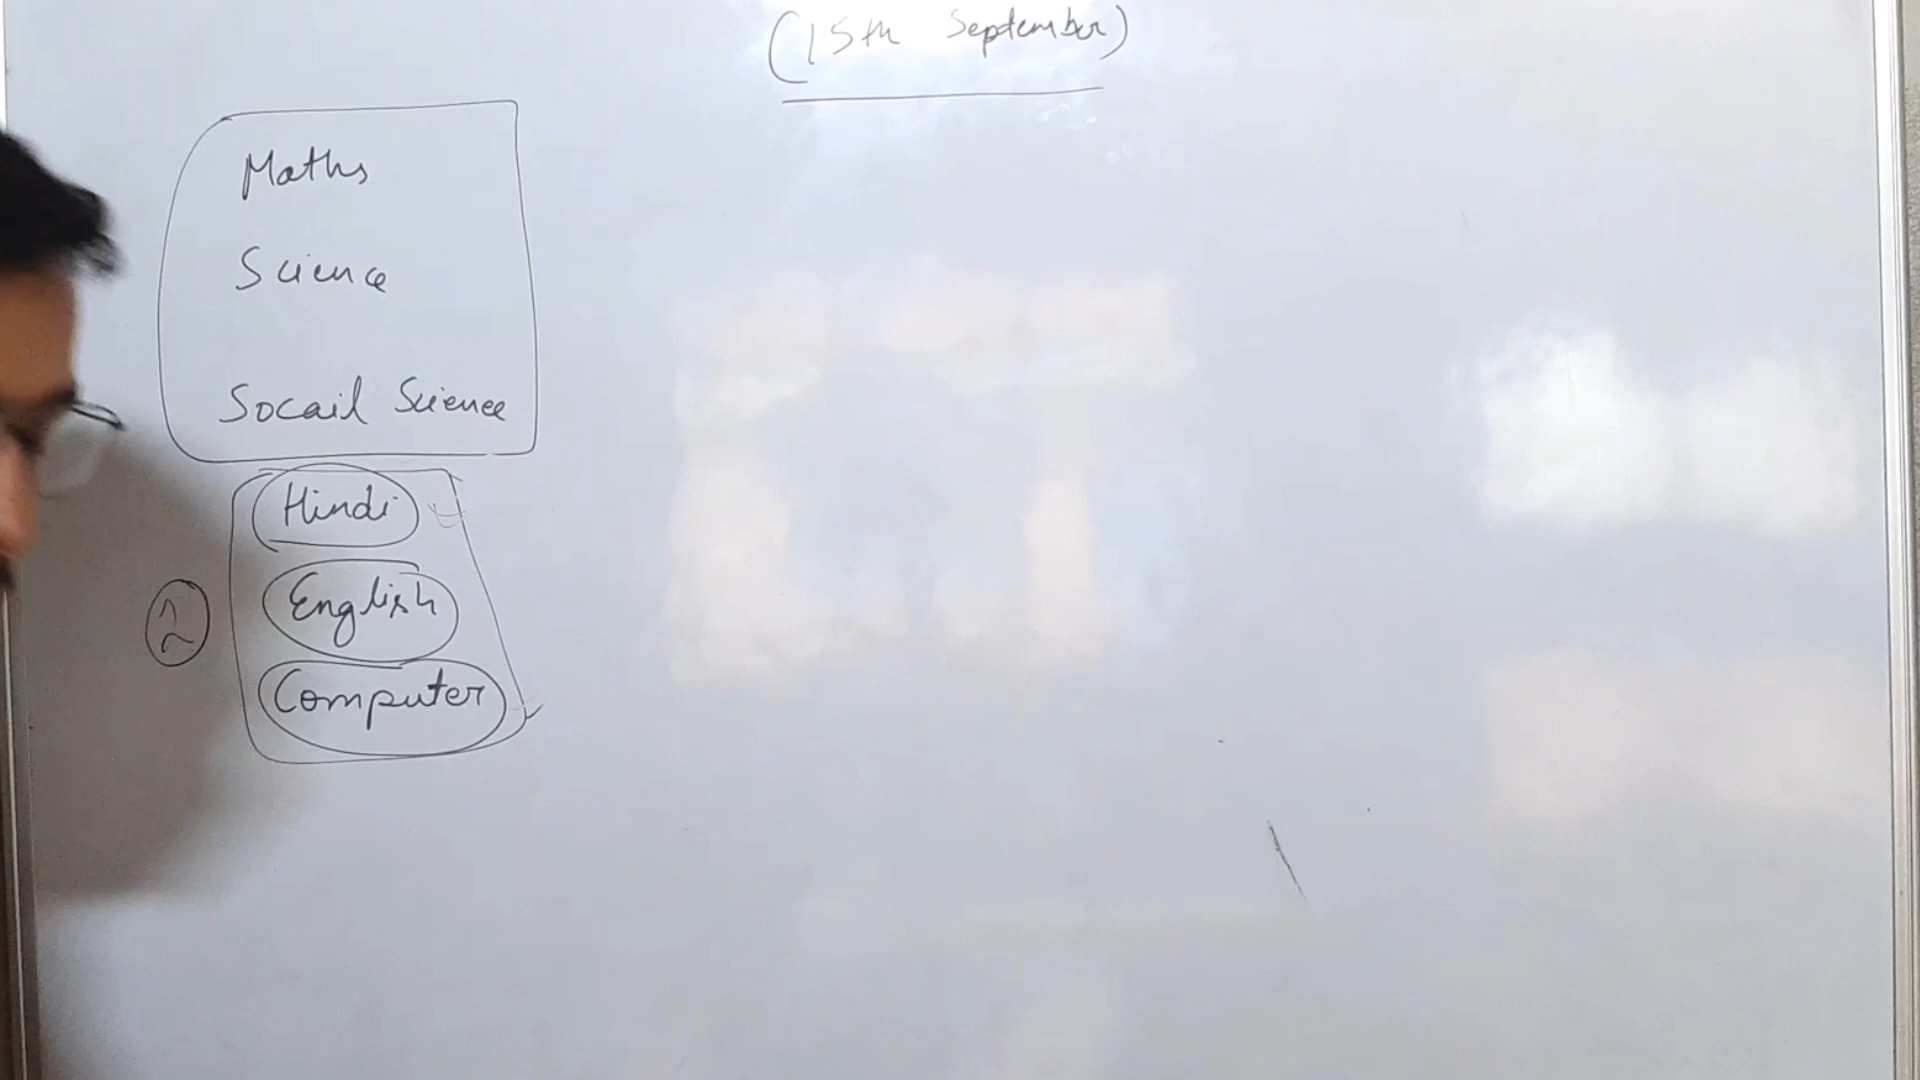 (15th September)
Maths
Science
Socail Science
Hindi
English
2
Computer